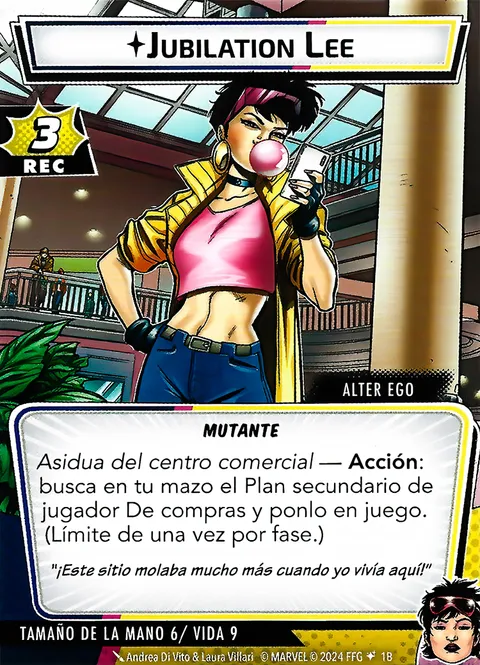 JUBILATION LEE
3
REC
ALTER EGO
MUTANTE
Asidua del centro comercial — Acción:
busca en tu mazo el Plan secundario de
jugador De compras y ponlo en juego.
(Límite de una vez por fase.)
"¡Este sitio molaba mucho más cuando yo vivía aquí!"
TAMAÑO DE LA MANO 6/ VIDA 9
Andrea Di Vito & Laura Villari © MARVEL © 2024 FFG 1B